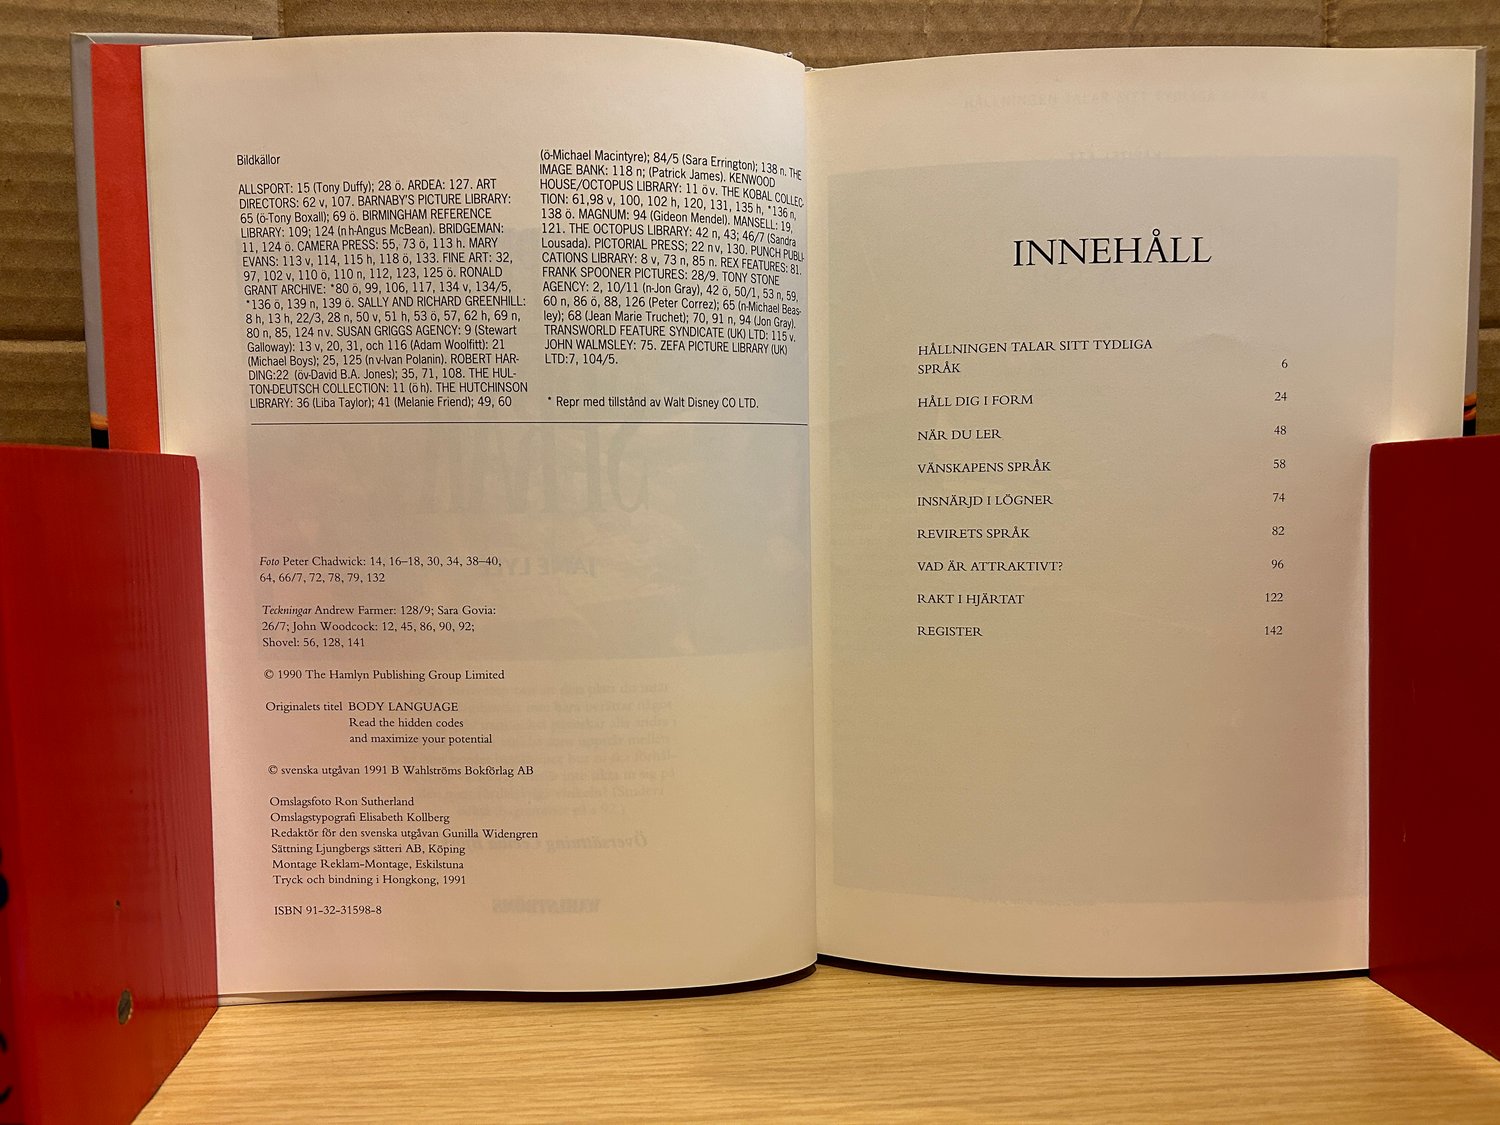 Bildkällor
ALLSPORT: 15 (Tony Duffy); 28 ö. ARDEA: 127. ART
DIRECTORS: 62 v, 107. BARNABY'S PICTURE LIBRARY:
65 (ö-Tony Boxall); 69 ö. BIRMINGHAM REFERENCE
LIBRARY: 109; 124 (n h-Angus McBean). BRIDGEMAN:
11, 124 ö. CAMERA PRESS: 55, 73 ö, 113 h. MARY
EVANS: 113 v, 114, 115 h, 118 ö, 133. FINE ART: 32,
97, 102 v, 110 ö, 110 n, 112, 123, 125 ö. RONALD
GRANT ARCHIVE: *80 ö, 99, 106, 117, 134 v, 134/5,
*136 ö, 139 n, 139 ö. SALLY AND RICHARD GREENHILL:
8 h, 13 h, 22/3, 28 n, 50 v, 51 h, 53 ö, 57, 62 h, 69 n,
80 n, 85, 124 n v. SUSAN GRIGGS AGENCY: 9 (Stewart
Galloway); 13 v, 20, 31, och 116 (Adam Woolfitt): 21
(Michael Boys); 25, 125 (n v-Ivan Polanin). ROBERT HAR-
DING:22 (öv-David B.A. Jones); 35, 71, 108. THE HUL-
TON-DEUTSCH COLLECTION: 11 (ö h). THE HUTCHINSON
LIBRARY: 36 (Liba Taylor); 41 (Melanie Friend); 49, 60
(ö-Michael Macintyre); 84/5 (Sara Errington); 138 n. THE
IMAGE BANK: 118 n; (Patrick James). KENWOOD
HOUSE/OCTOPUS LIBRARY: 11 ö v. THE KOBAL COLLEC-
TION: 61,98 v, 100, 102 h, 120, 131, 135 h, *136 n,
138 ö. MAGNUM: 94 (Gideon Mendel). MANSELL: 19,
121. THE OCTOPUS LIBRARY: 42 n, 43; 46/7 (Sandra
Lousada). PICTORIAL PRESS; 22 n v, 130. PUNCH PUBLI-
CATIONS LIBRARY: 8 v, 73 n, 85 n. REX FEATURES: 81.
FRANK SPOONER PICTURES: 28/9. TONY STONE
AGENCY: 2, 10/11 (n-Jon Gray), 42 ö, 50/1, 53 n, 59,
60 n, 86 ö, 88, 126 (Peter Correz); 65 (n-Michael Beas-
ley); 68 (Jean Marie Truchet); 70, 91 n, 94 (Jon Gray).
TRANSWORLD FEATURE SYNDICATE (UK) LTD: 115 v.
JOHN WALMSLEY: 75. ZEFA PICTURE LIBRARY (UK)
LTD:7, 104/5.
* Repr med tillstånd av Walt Disney CO LTD.
Foto Peter Chadwick: 14, 16–18, 30, 34, 38–40,
64, 66/7, 72, 78, 79, 132
Teckningar Andrew Farmer: 128/9; Sara Govia:
26/7; John Woodcock: 12, 45, 86, 90, 92;
Shovel: 56, 128, 141
© 1990 The Hamlyn Publishing Group Limited
Originalets titel BODY LANGUAGE
Read the hidden codes
and maximize your potential
© svenska utgåvan 1991 B Wahlströms Bokförlag AB
Omslagsfoto Ron Sutherland
Omslagstypografi Elisabeth Kollberg
Redaktör för den svenska utgåvan Gunilla Widengren
Sättning Ljungbergs sätteri AB, Köping
Montage Reklam-Montage, Eskilstuna
Tryck och bindning i Hongkong, 1991
ISBN 91-32-31598-8
INNEHÅLL
HÅLLNINGEN TALAR SITT TYDLIGA
SPRÅK 6
HÅLL DIG I FORM 24
NÄR DU LER 48
VÄNSKAPENS SPRÅK 58
INSNÄRJD I LÖGNER 74
REVIRETS SPRÅK 82
VAD ÄR ATTRAKTIVT? 96
RAKT I HJÄRTAT 122
REGISTER 142